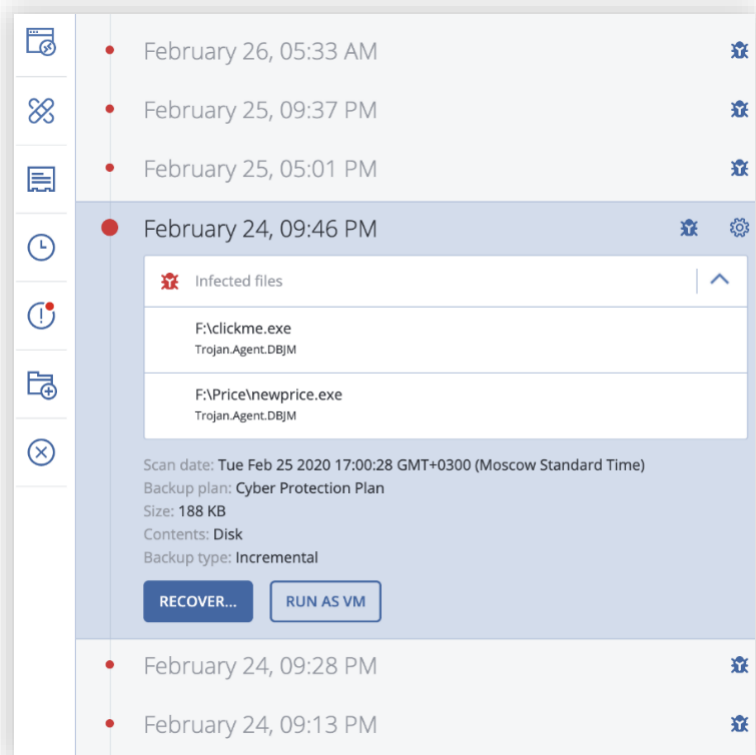 February 26, 05:33 AM
February 25, 09:37 PM
February 25, 05:01 PM
February 24, 09:46 PM
Infected files
F:\clickme.exe
Trojan.Agent.DBJM
F:\Price\newprice.exe
Trojan.Agent.DBJM
Scan date: Tue Feb 25 2020 17:00:28 GMT+0300 (Moscow Standard Time)
Backup plan: Cyber Protection Plan
Size: 188 KB
Contents: Disk
Backup type: Incremental
RECOVER... RUN AS VM
February 24, 09:28 PM
February 24, 09:13 PM